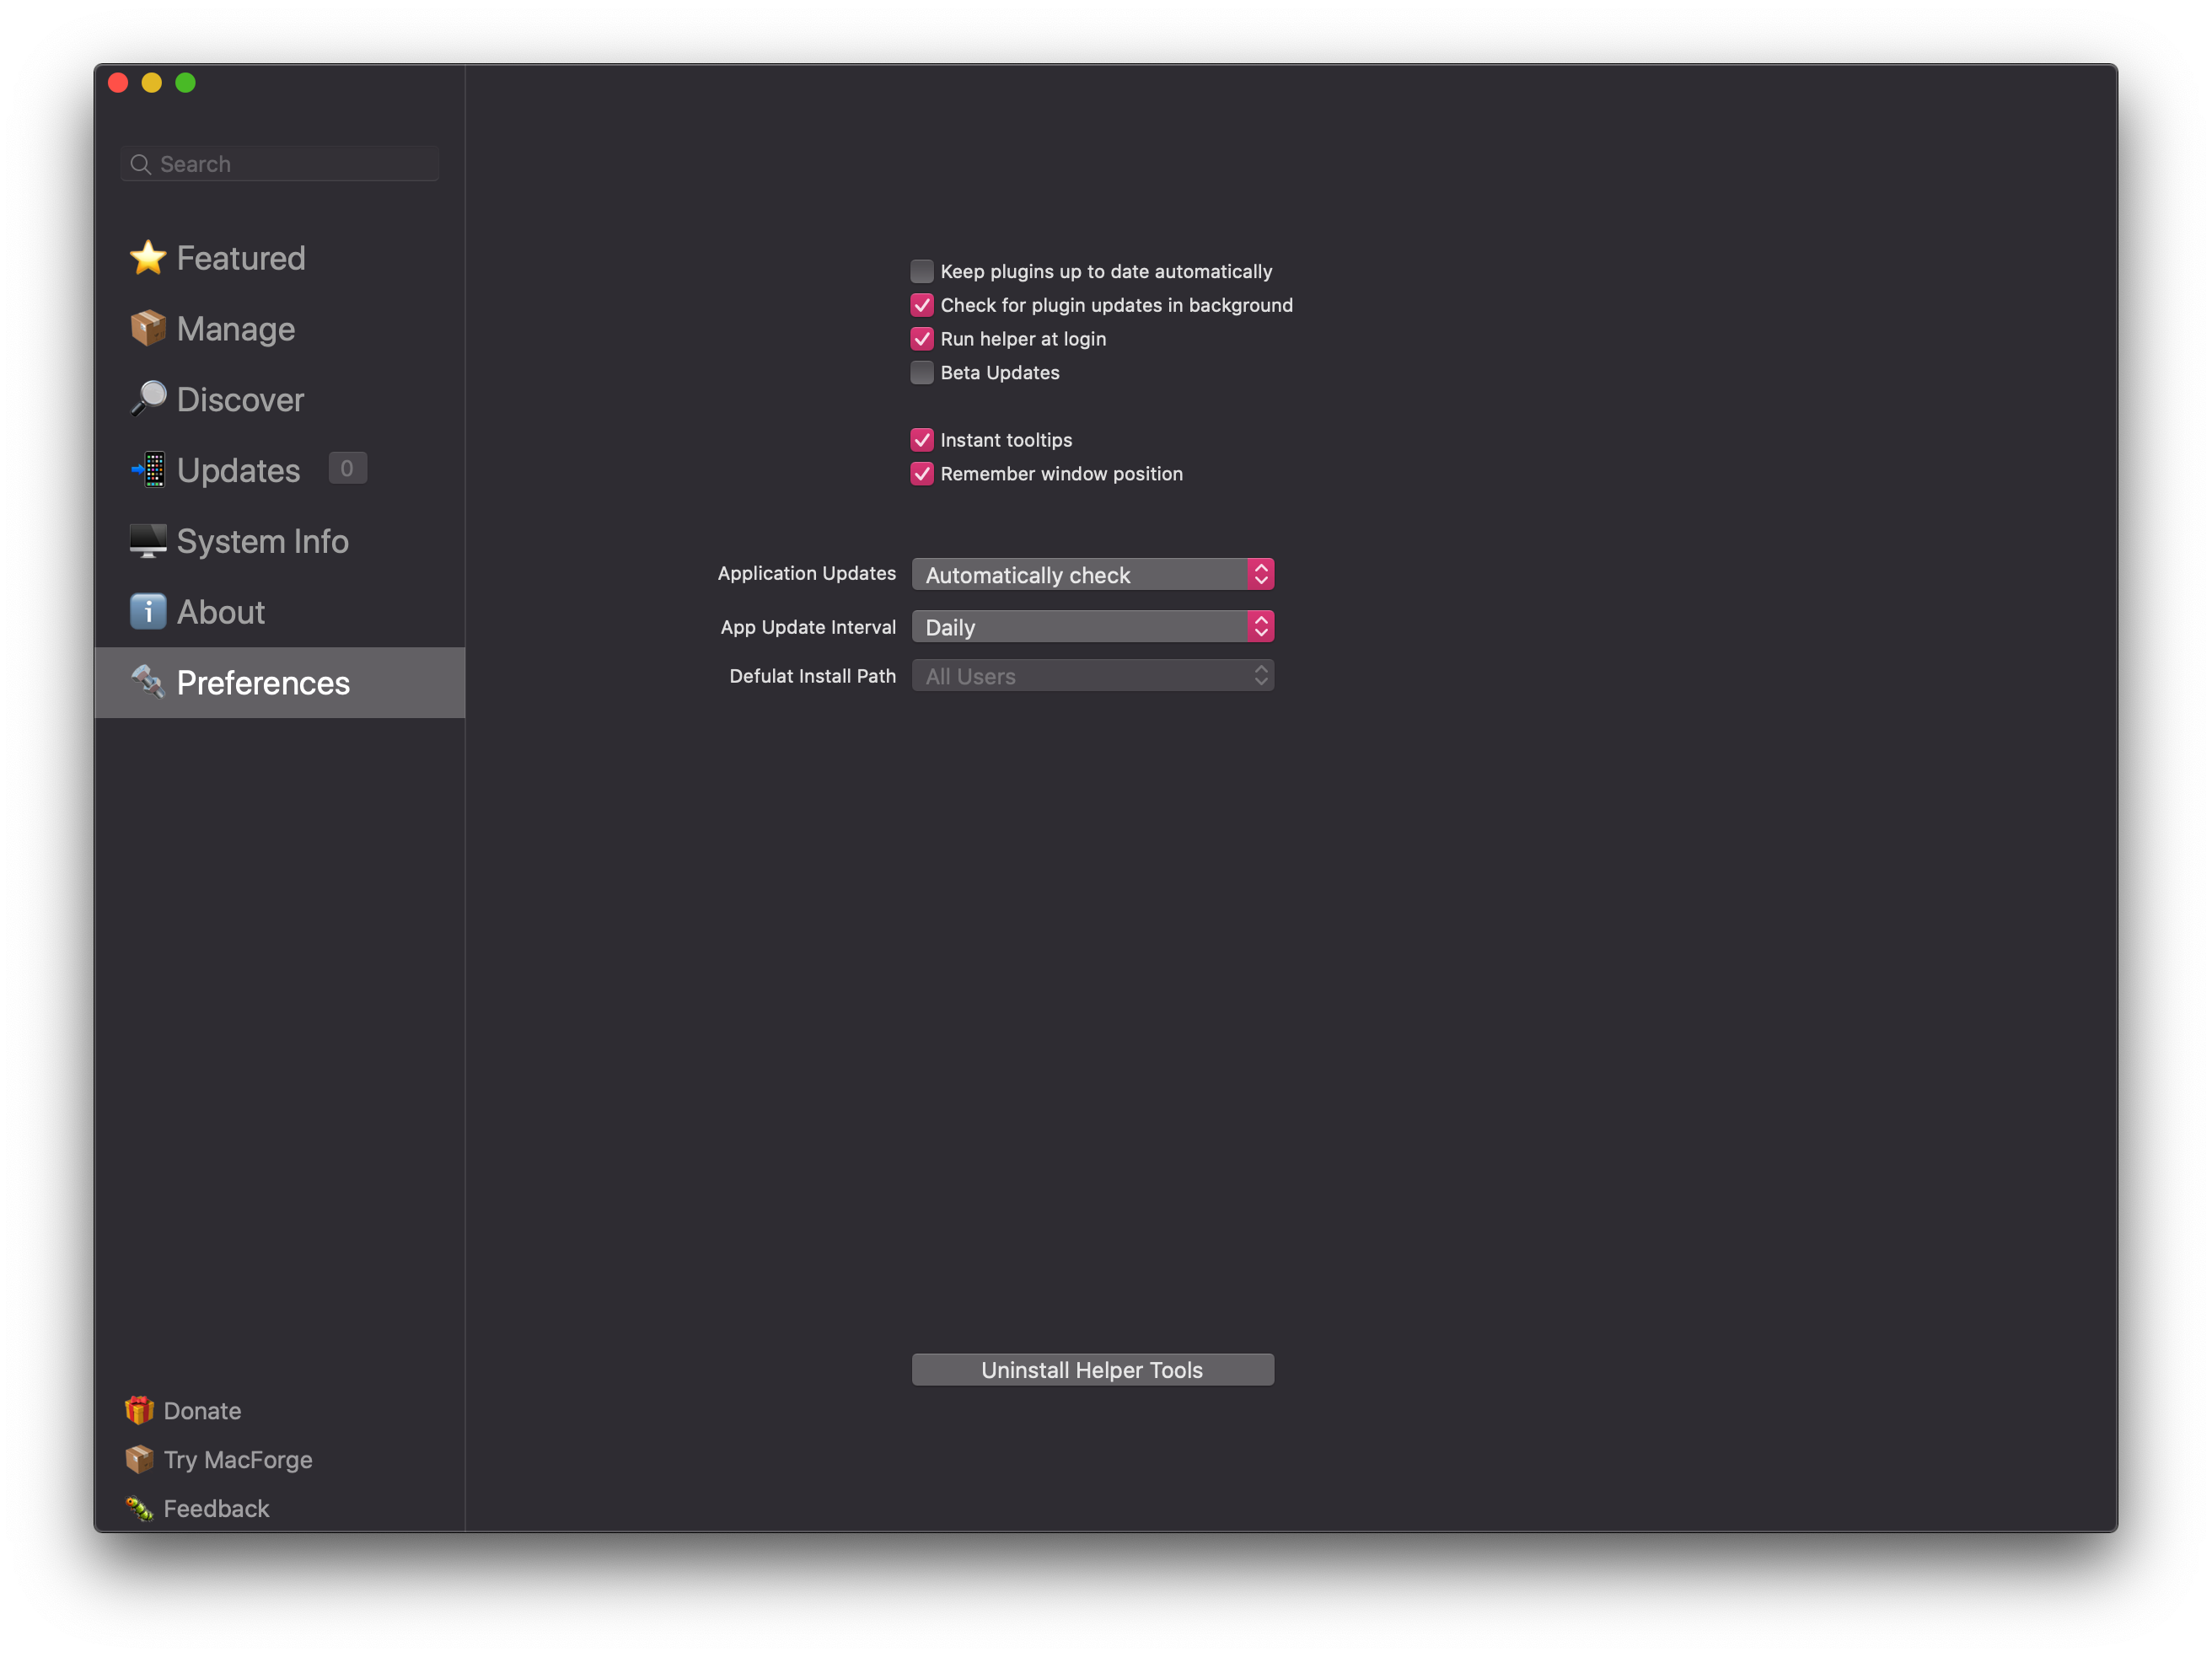 Search
Featured
Manage
Discover
Updates 0
System Info
About
Preferences
Donate
Try MacForge
Feedback
Keep plugins up to date automatically
Check for plugin updates in background
Run helper at login
Beta Updates
Instant tooltips
Remember window position
Application Updates Automatically check
App Update Interval Daily
Defulat Install Path All Users
Uninstall Helper Tools